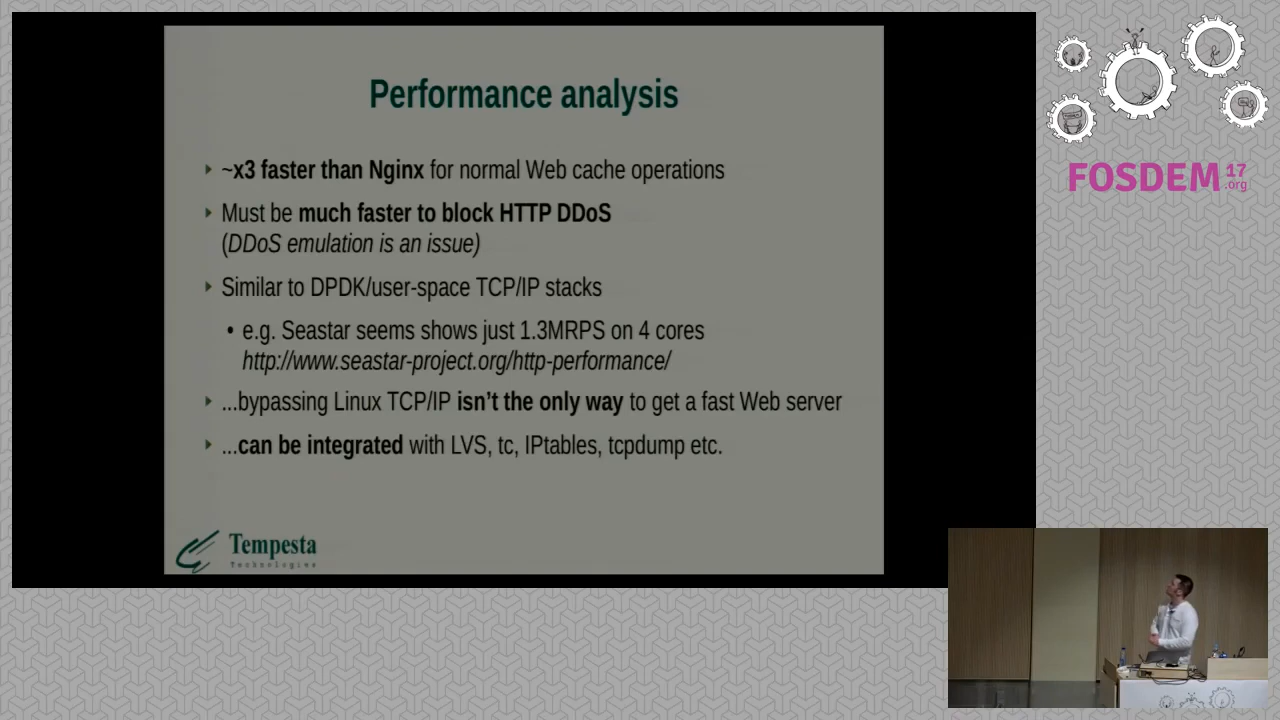 Performance analysis
~x3 faster than Nginx for normal Web cache operations
Must be much faster to block HTTP DDoS
(DDoS emulation is an issue)
Similar to DPDK/user-space TCP/IP stacks
e.g. Seastar seems shows just 1.3MRPS on 4 cores
http://www.seastar-project.org/http-performance/
...bypassing Linux TCP/IP isn't the only way to get a fast Web server
...can be integrated with LVS, tc, IPtables, tcpdump etc.
Tempesta
Technologies
FOSDEM 17
.org